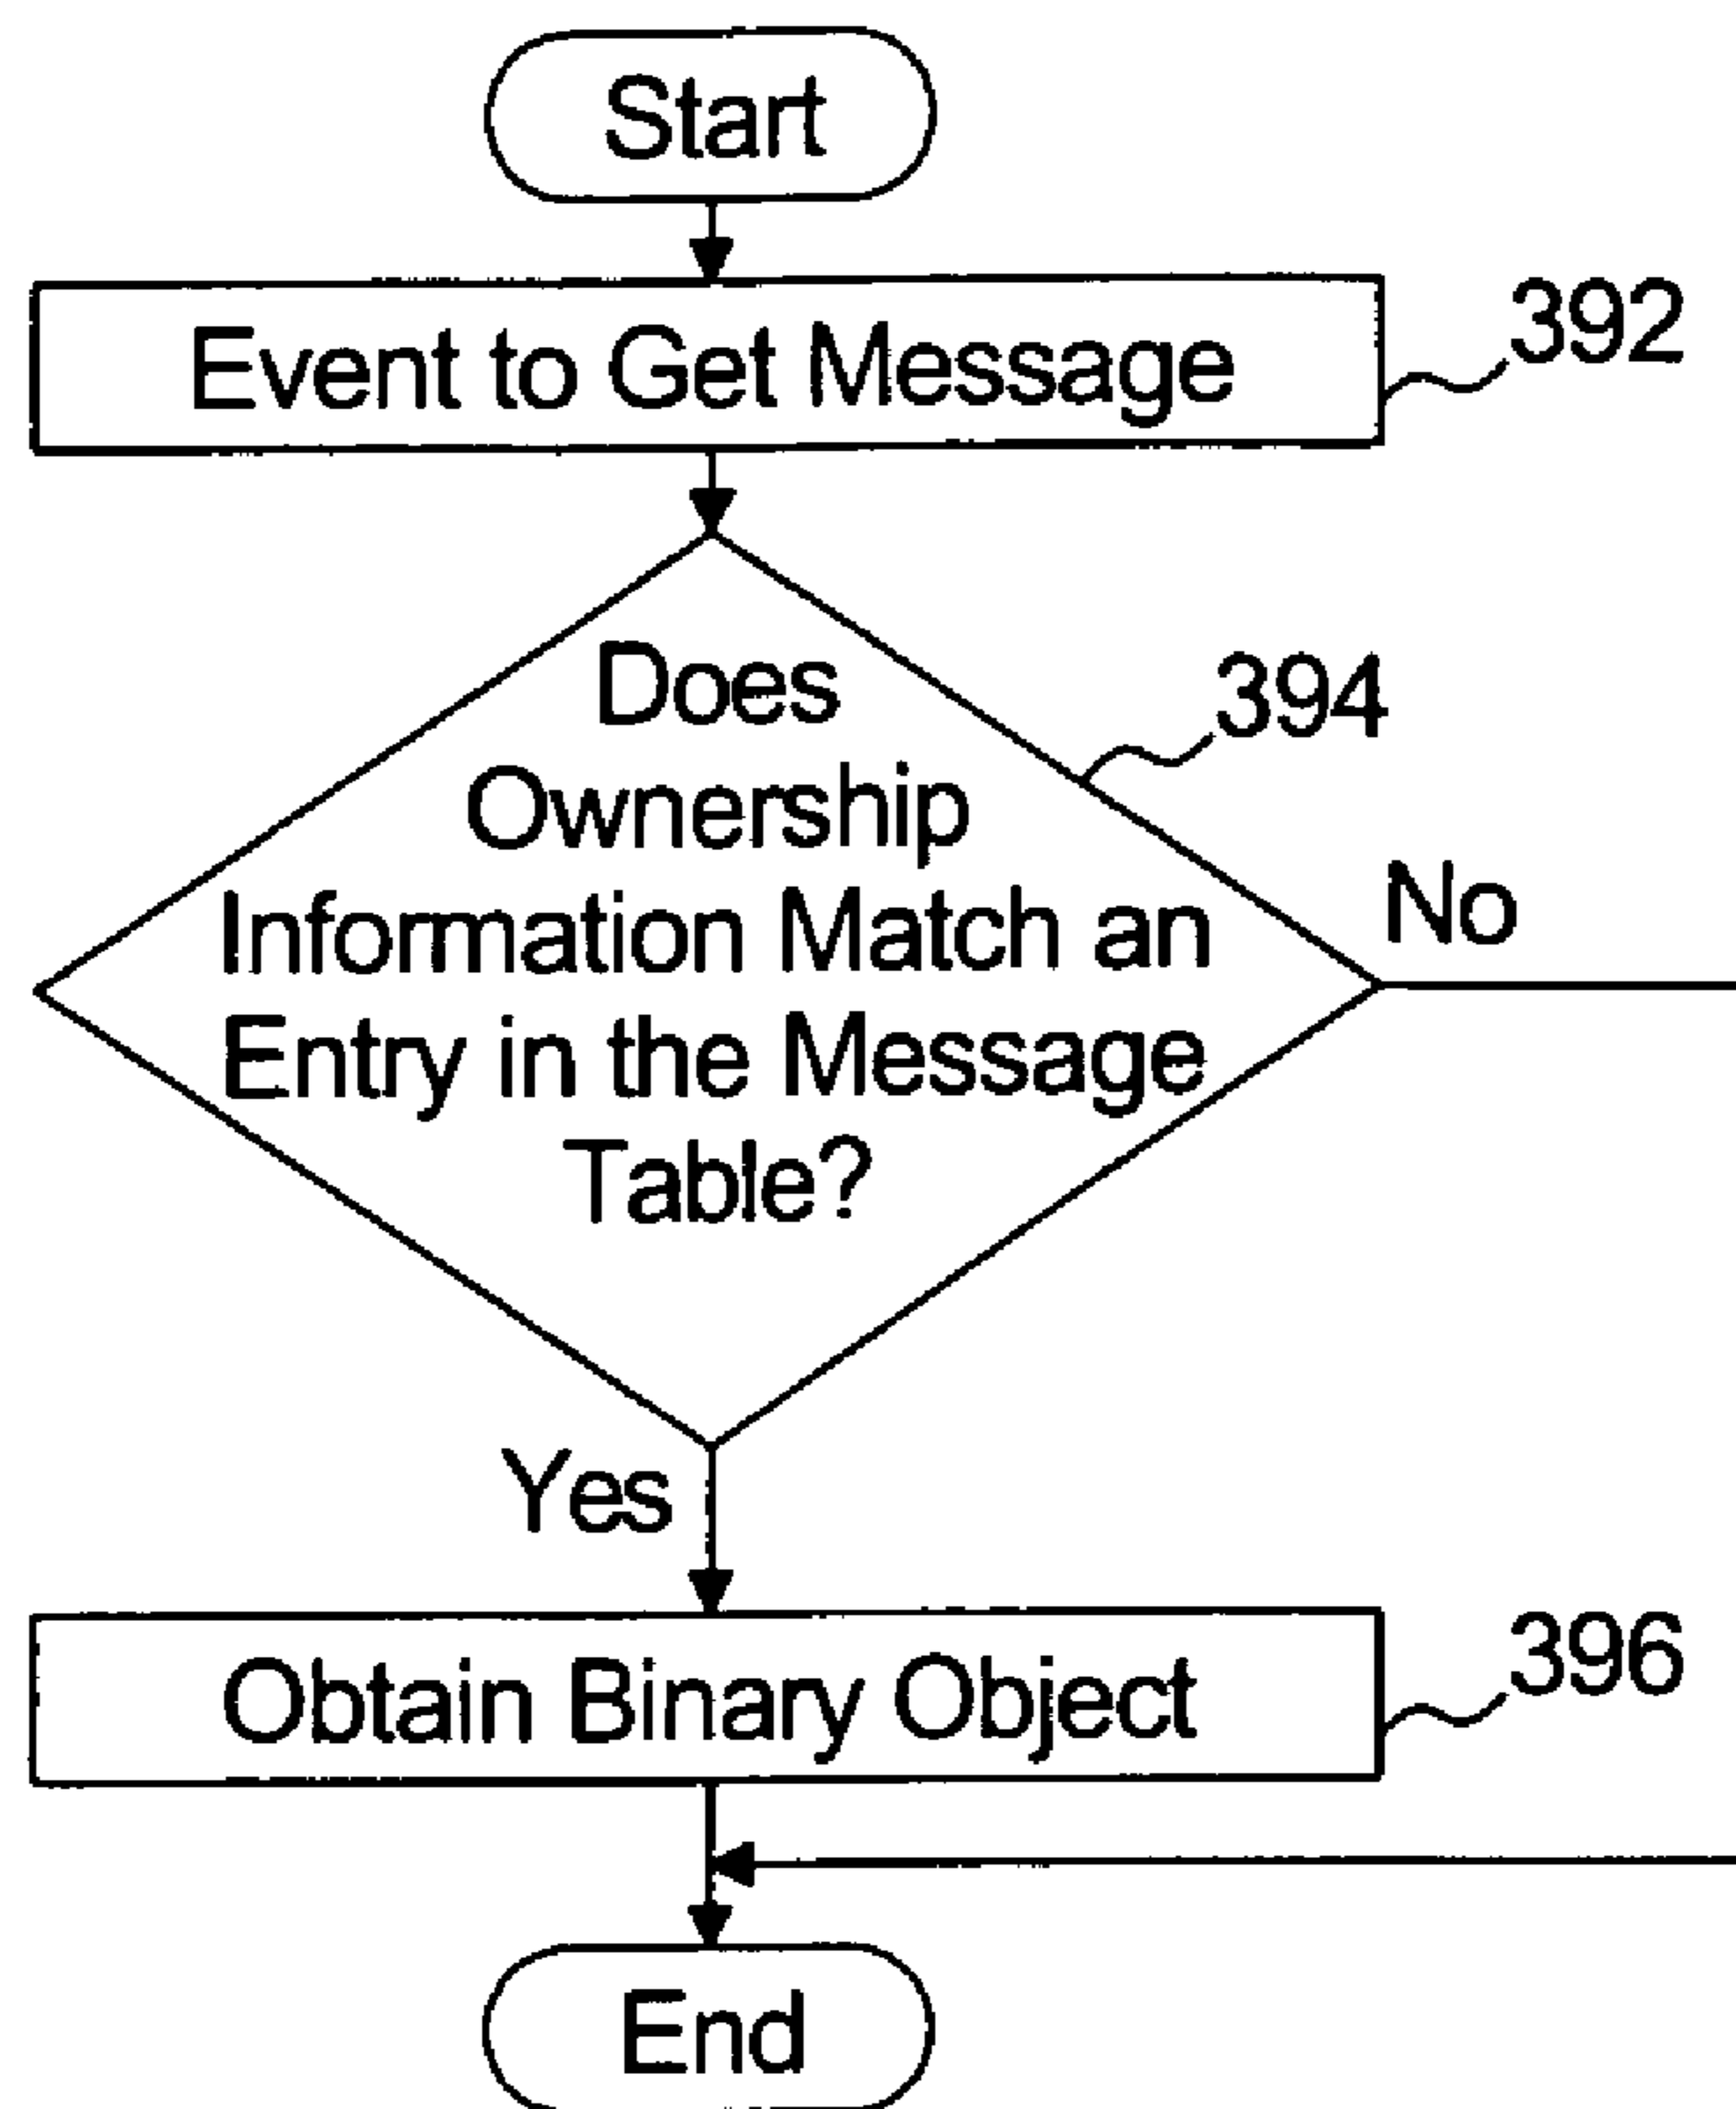 Start
Event to Get Message
392
Does
Ownership
Information Match an
Entry in the Message
Table?
394
No
Yes
Obtain Binary Object
396
End